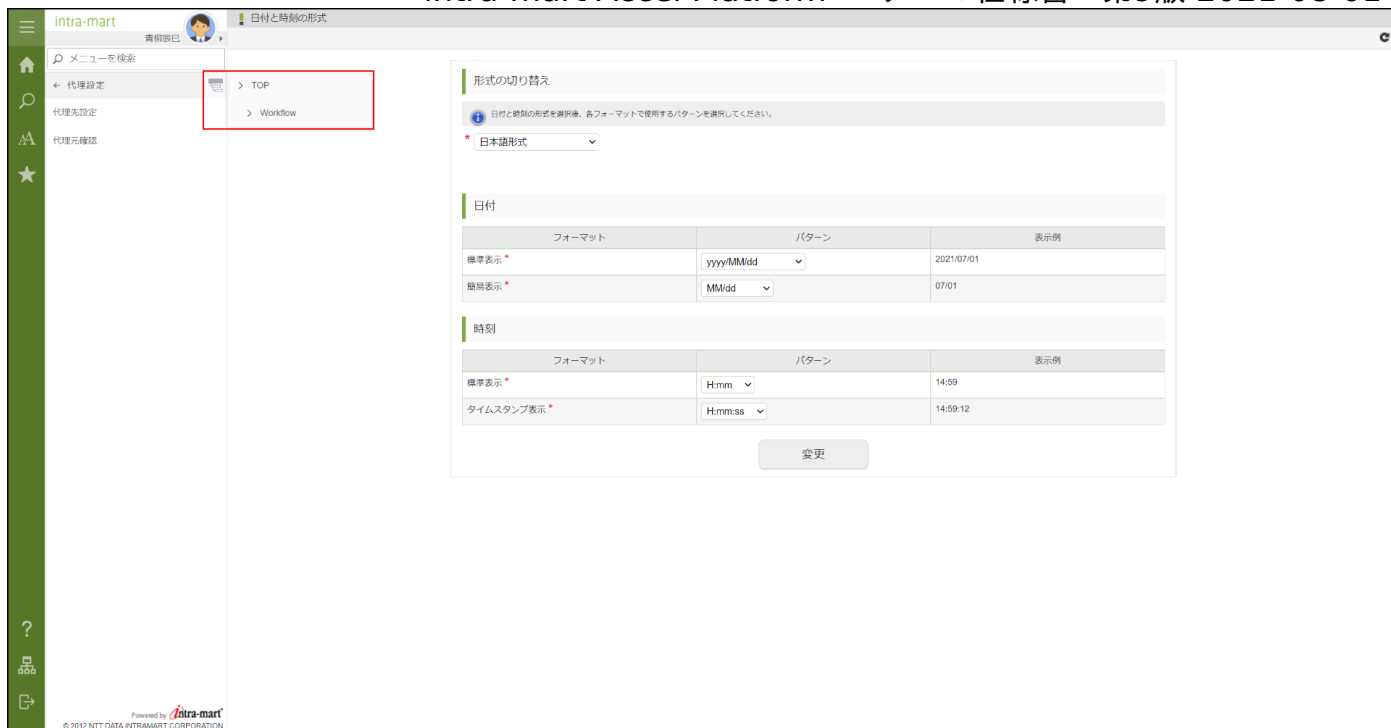 intra-mart
青柳辰巳
日付と時刻の形式
メニューを検索
代理設定
代理先設定
代理元確認
TOP
Workflow
形式の切り替え
日付と時刻の形式を選択後、各フォーマットで使用するパターンを選択してください。
* 日本語形式
日付
フォーマット パターン 表示例
標準表示 * yyyy/MM/dd 2021/07/01
簡易表示 * MM/dd 07/01
時刻
フォーマット パターン 表示例
標準表示 * H:mm 14:59
タイムスタンプ表示 * H:mm:ss 14:59:12
変更
Powered by intra-mart
© 2012 NTT DATA INTRAMART CORPORATION